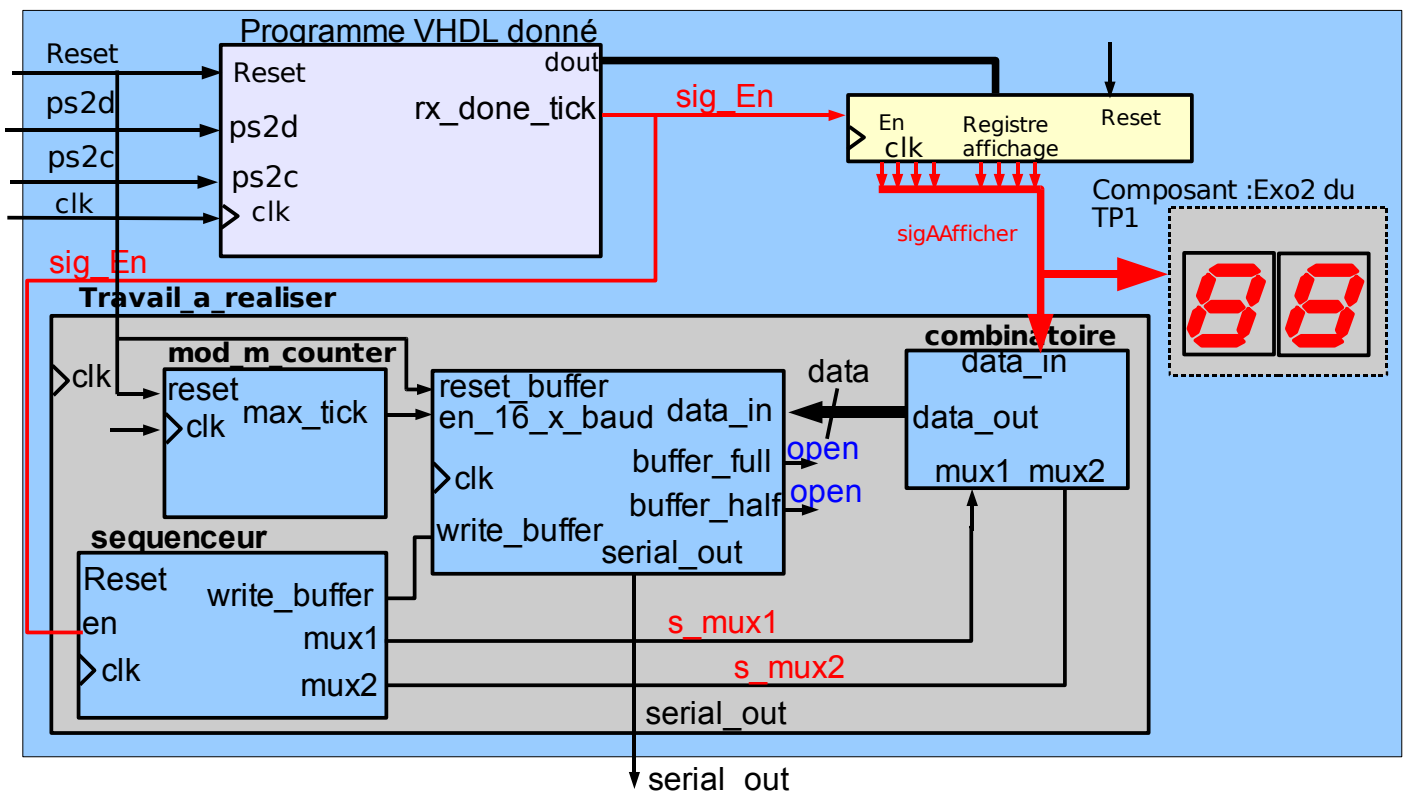 Programme VHDL donné
Reset
ps2d
ps2c
clk
Reset
ps2d
ps2c
clk
dout
rx_done_tick
sig_En
En
clk
Registre
affichage
Reset
sigAAfficher
Composant :Exo2 du
TP1
88
sig_En
Travail_a_realiser
clk
mod_m_counter
reset
clk
max_tick
reset_buffer
en_16_x_baud
clk
write_buffer
data_in
buffer_full
buffer_half
serial_out
data
open
open
combinatoire
data_in
data_out
mux1 mux2
sequenceur
Reset
en
clk
write_buffer
mux1
mux2
s_mux1
s_mux2
serial_out
serial_out